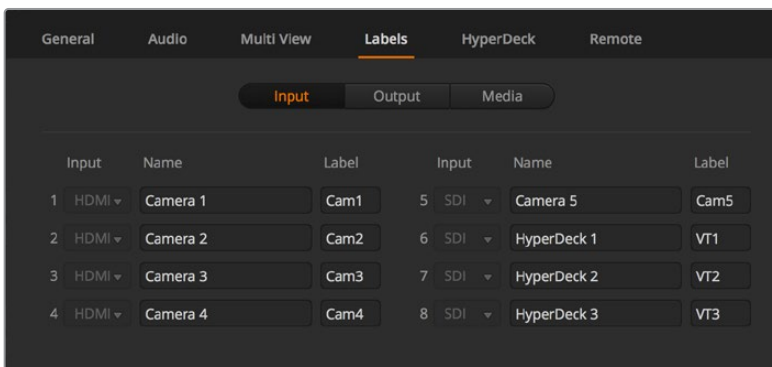 General Audio Multi View Labels HyperDeck Remote
Input Output Media
Input Name Label Input Name Label
1 HDMI Camera 1 Cam1 5 SDI Camera 5 Cam5
2 HDMI Camera 2 Cam2 6 SDI HyperDeck 1 VT1
3 HDMI Camera 3 Cam3 7 SDI HyperDeck 2 VT2
4 HDMI Camera 4 Cam4 8 SDI HyperDeck 3 VT3